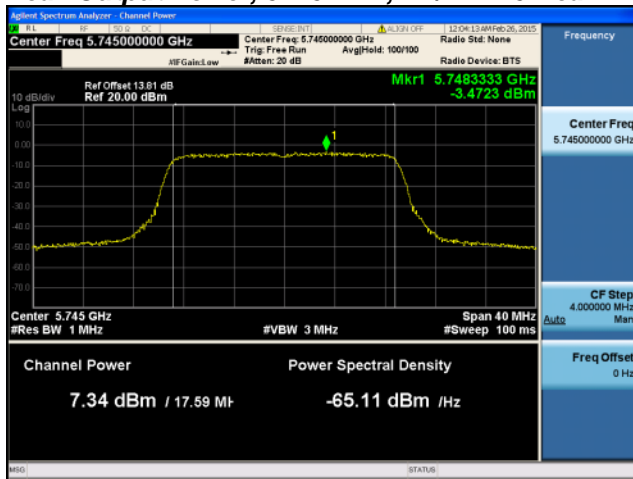 Agilent Spectrum Analyzer - Channel Power
RL RF 50 Ω DC SENSE:INT ALIGN OFF 12:04:13 AM Feb 26, 2015
Center Freq 5.745000000 GHz
Center Freq: 5.745000000 GHz
Radio Std: None
Trig: Free Run Avg|Hold: 100/100
#IFGain:Low #Atten: 20 dB Radio Device: BTS
Frequency
Mkr1 5.7483333 GHz
-3.4723 dBm
Ref Offset 13.81 dB
10 dB/div Ref 20.00 dBm
Log
10.0
0.00
-10.0
-20.0
-30.0
-40.0
-50.0
-60.0
-70.0
1
Center Freq
5.745000000 GHz
Center 5.745 GHz Span 40 MHz
#Res BW 1 MHz #VBW 3 MHz #Sweep 100 ms
CF Step
4.000000 MHz
Auto Man
Channel Power Power Spectral Density
7.34 dBm / 17.59 MH -65.11 dBm /Hz
Freq Offset
0 Hz
MSG STATUS